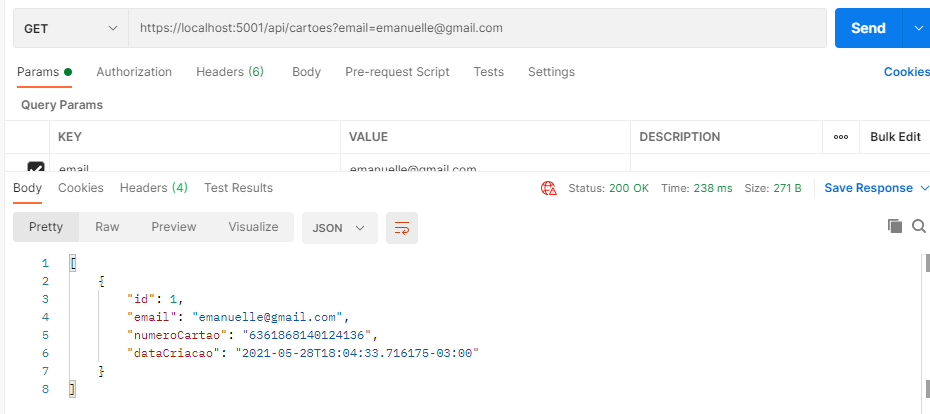 GET https://localhost:5001/api/cartoes?email=emanuelle@gmail.com Send
Params Authorization Headers (6) Body Pre-request Script Tests Settings Cookies
Query Params
KEY VALUE DESCRIPTION ooo Bulk Edit
email emanuelle@gmail.com
Body Cookies Headers (4) Test Results Status: 200 OK Time: 238 ms Size: 271 B Save Response
Pretty Raw Preview Visualize JSON
1 [
2 {
3 "id": 1,
4 "email": "emanuelle@gmail.com",
5 "numeroCartao": "6361868140124136",
6 "dataCriacao": "2021-05-28T18:04:33.716175-03:00"
7 }
8 ]